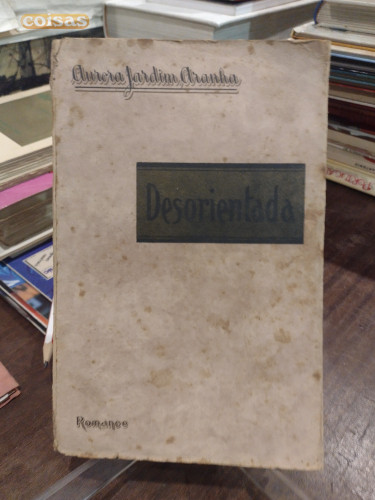 coisas
Aurora Jardim Aranha
Desorientada
Romance